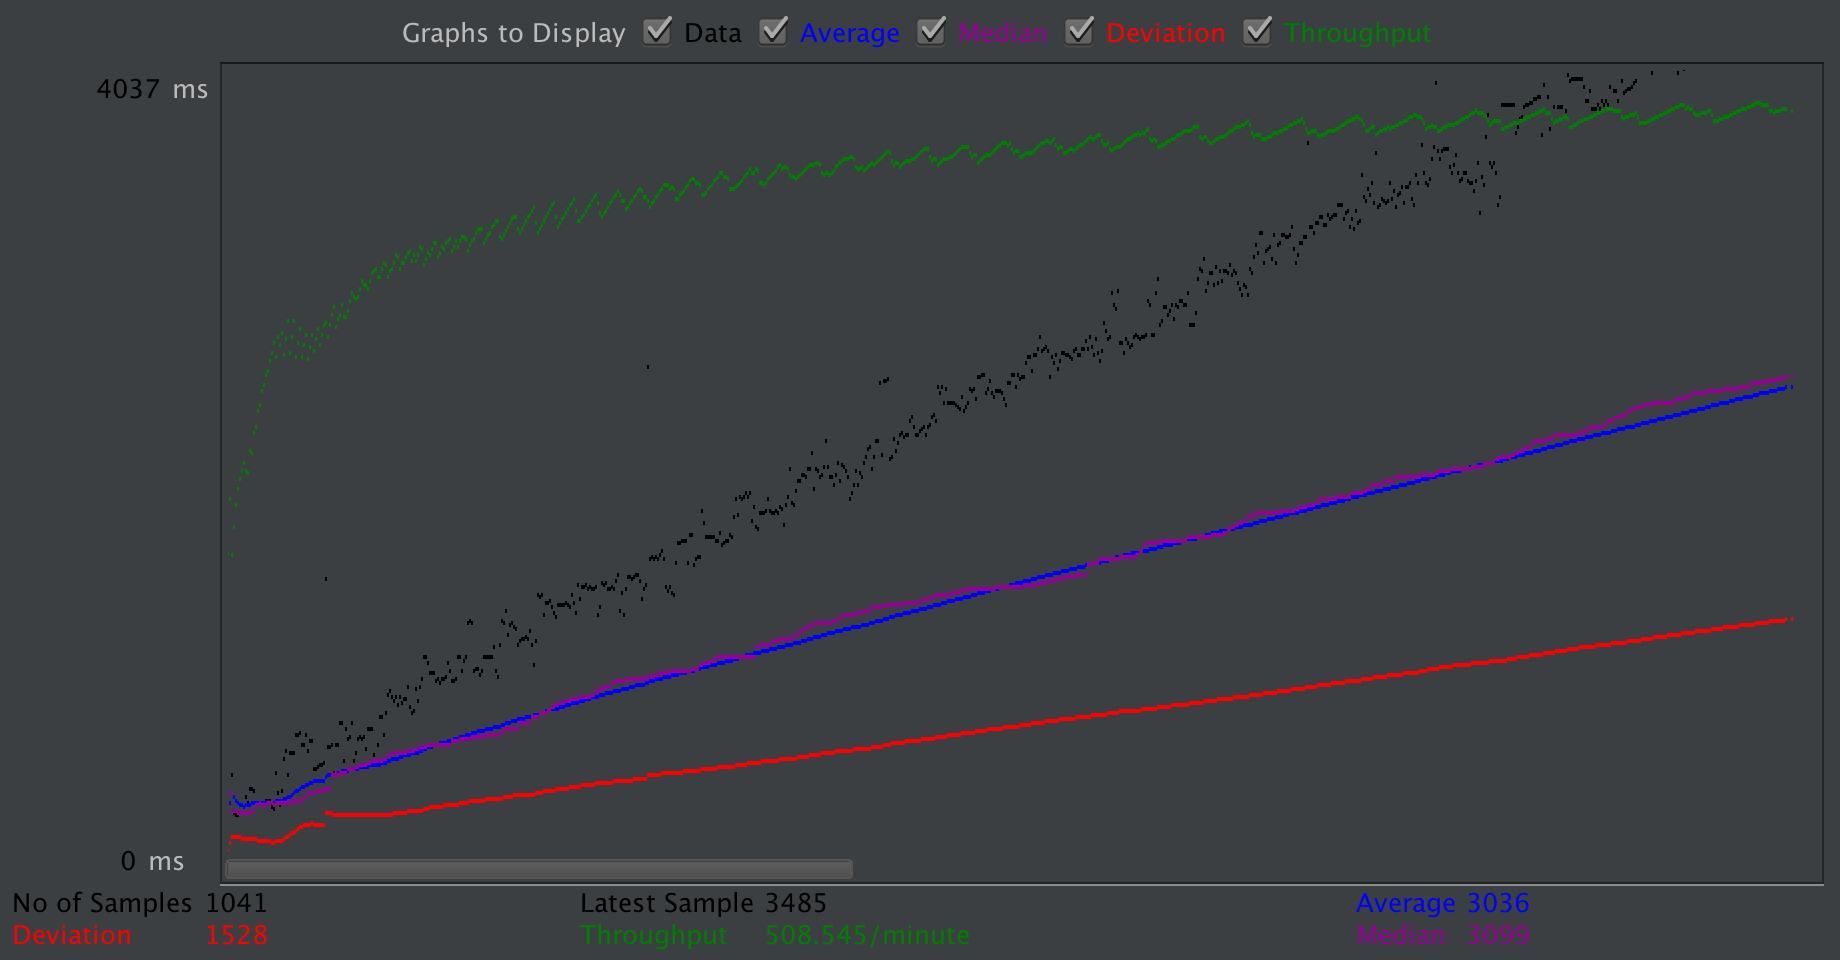 Graphs to Display Data Average Median Deviation Throughput
4037 ms
0 ms
No of Samples 1041 Latest Sample 3485 Average 3036
Deviation 1528 Throughput 508.545/minute Median 3099